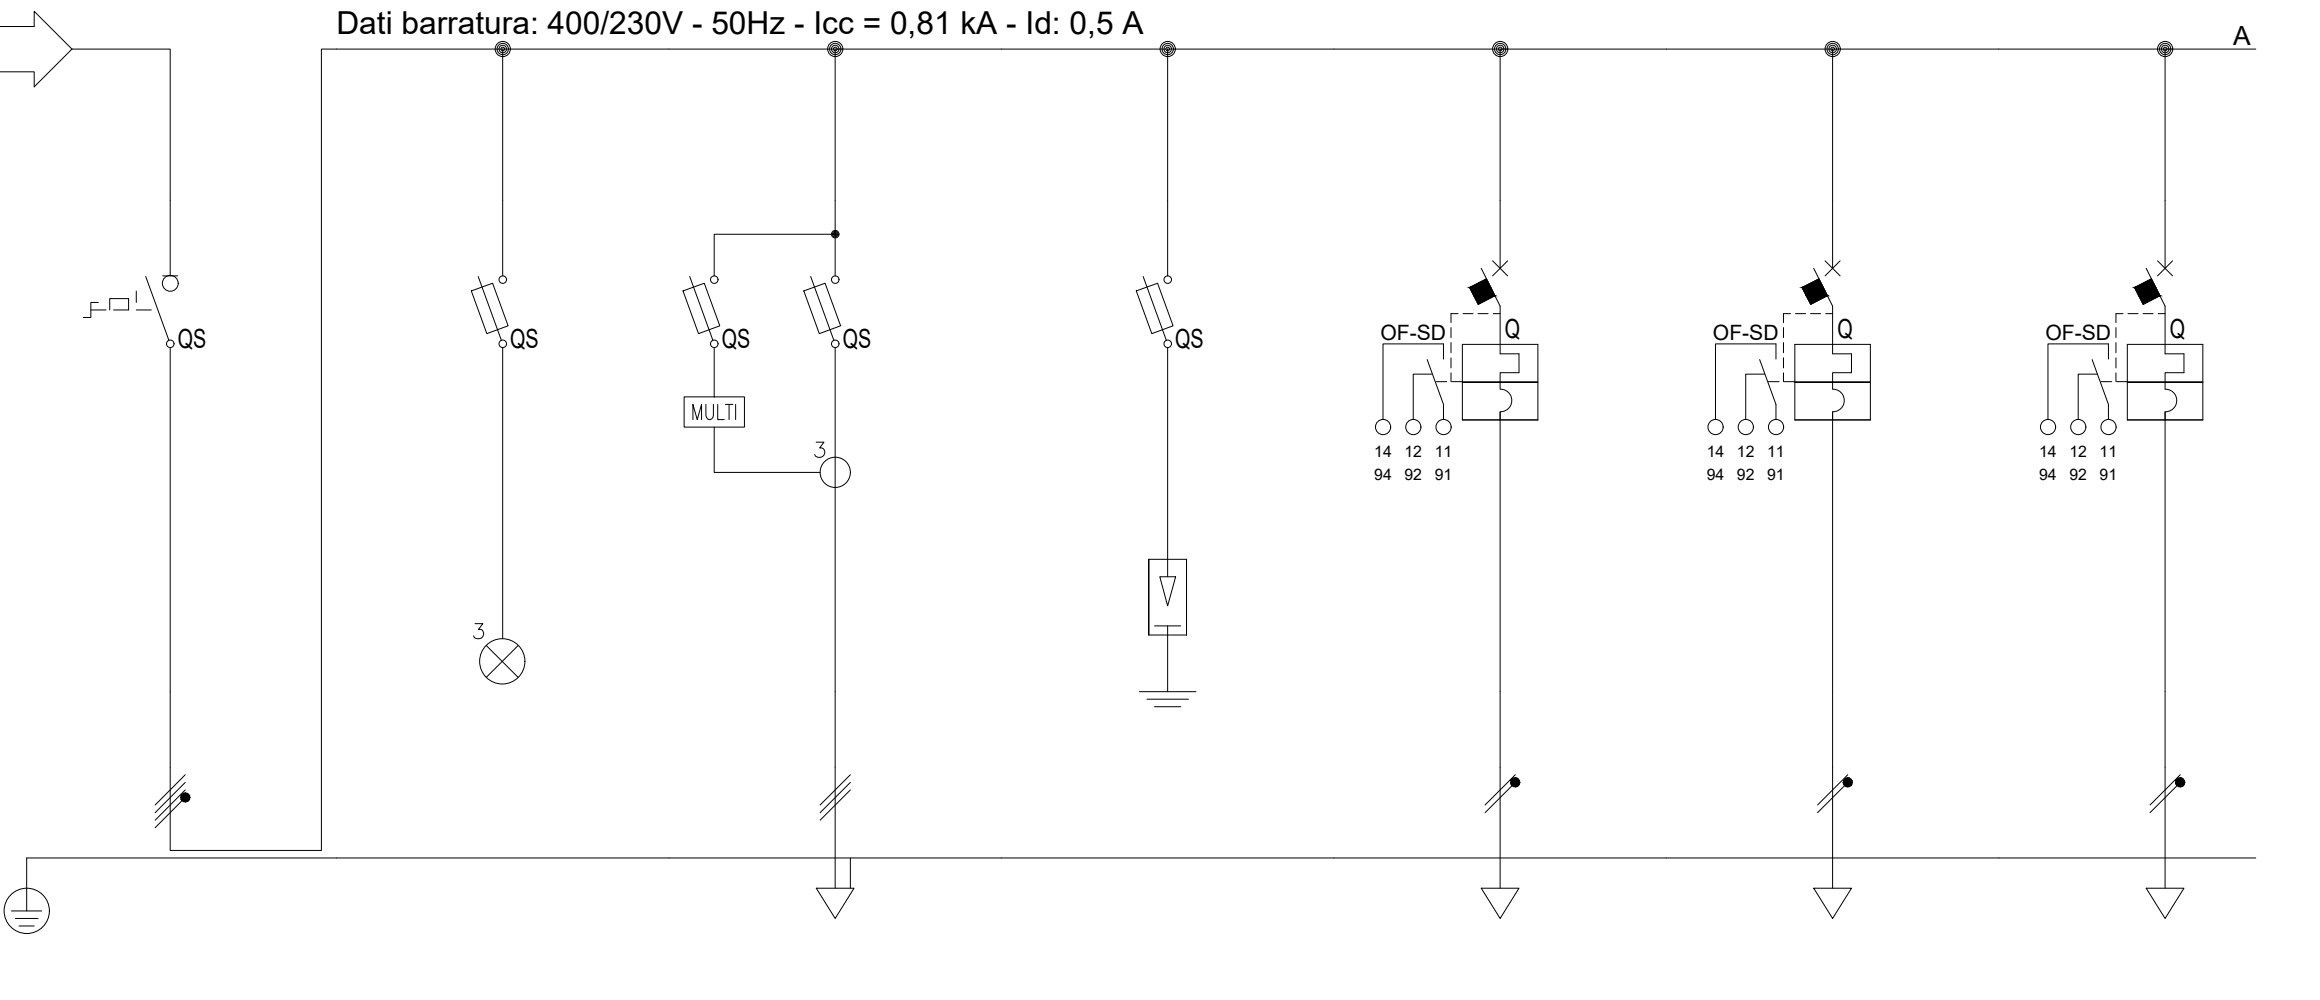 Dati barratura: 400/230V - 50Hz - Icc = 0,81 kA - Id: 0,5 A
A
QS
QS
QS
QS
QS
MULTI
3
3
OF-SD
Q
14 12 11
94 92 91
OF-SD
Q
14 12 11
94 92 91
OF-SD
Q
14 12 11
94 92 91